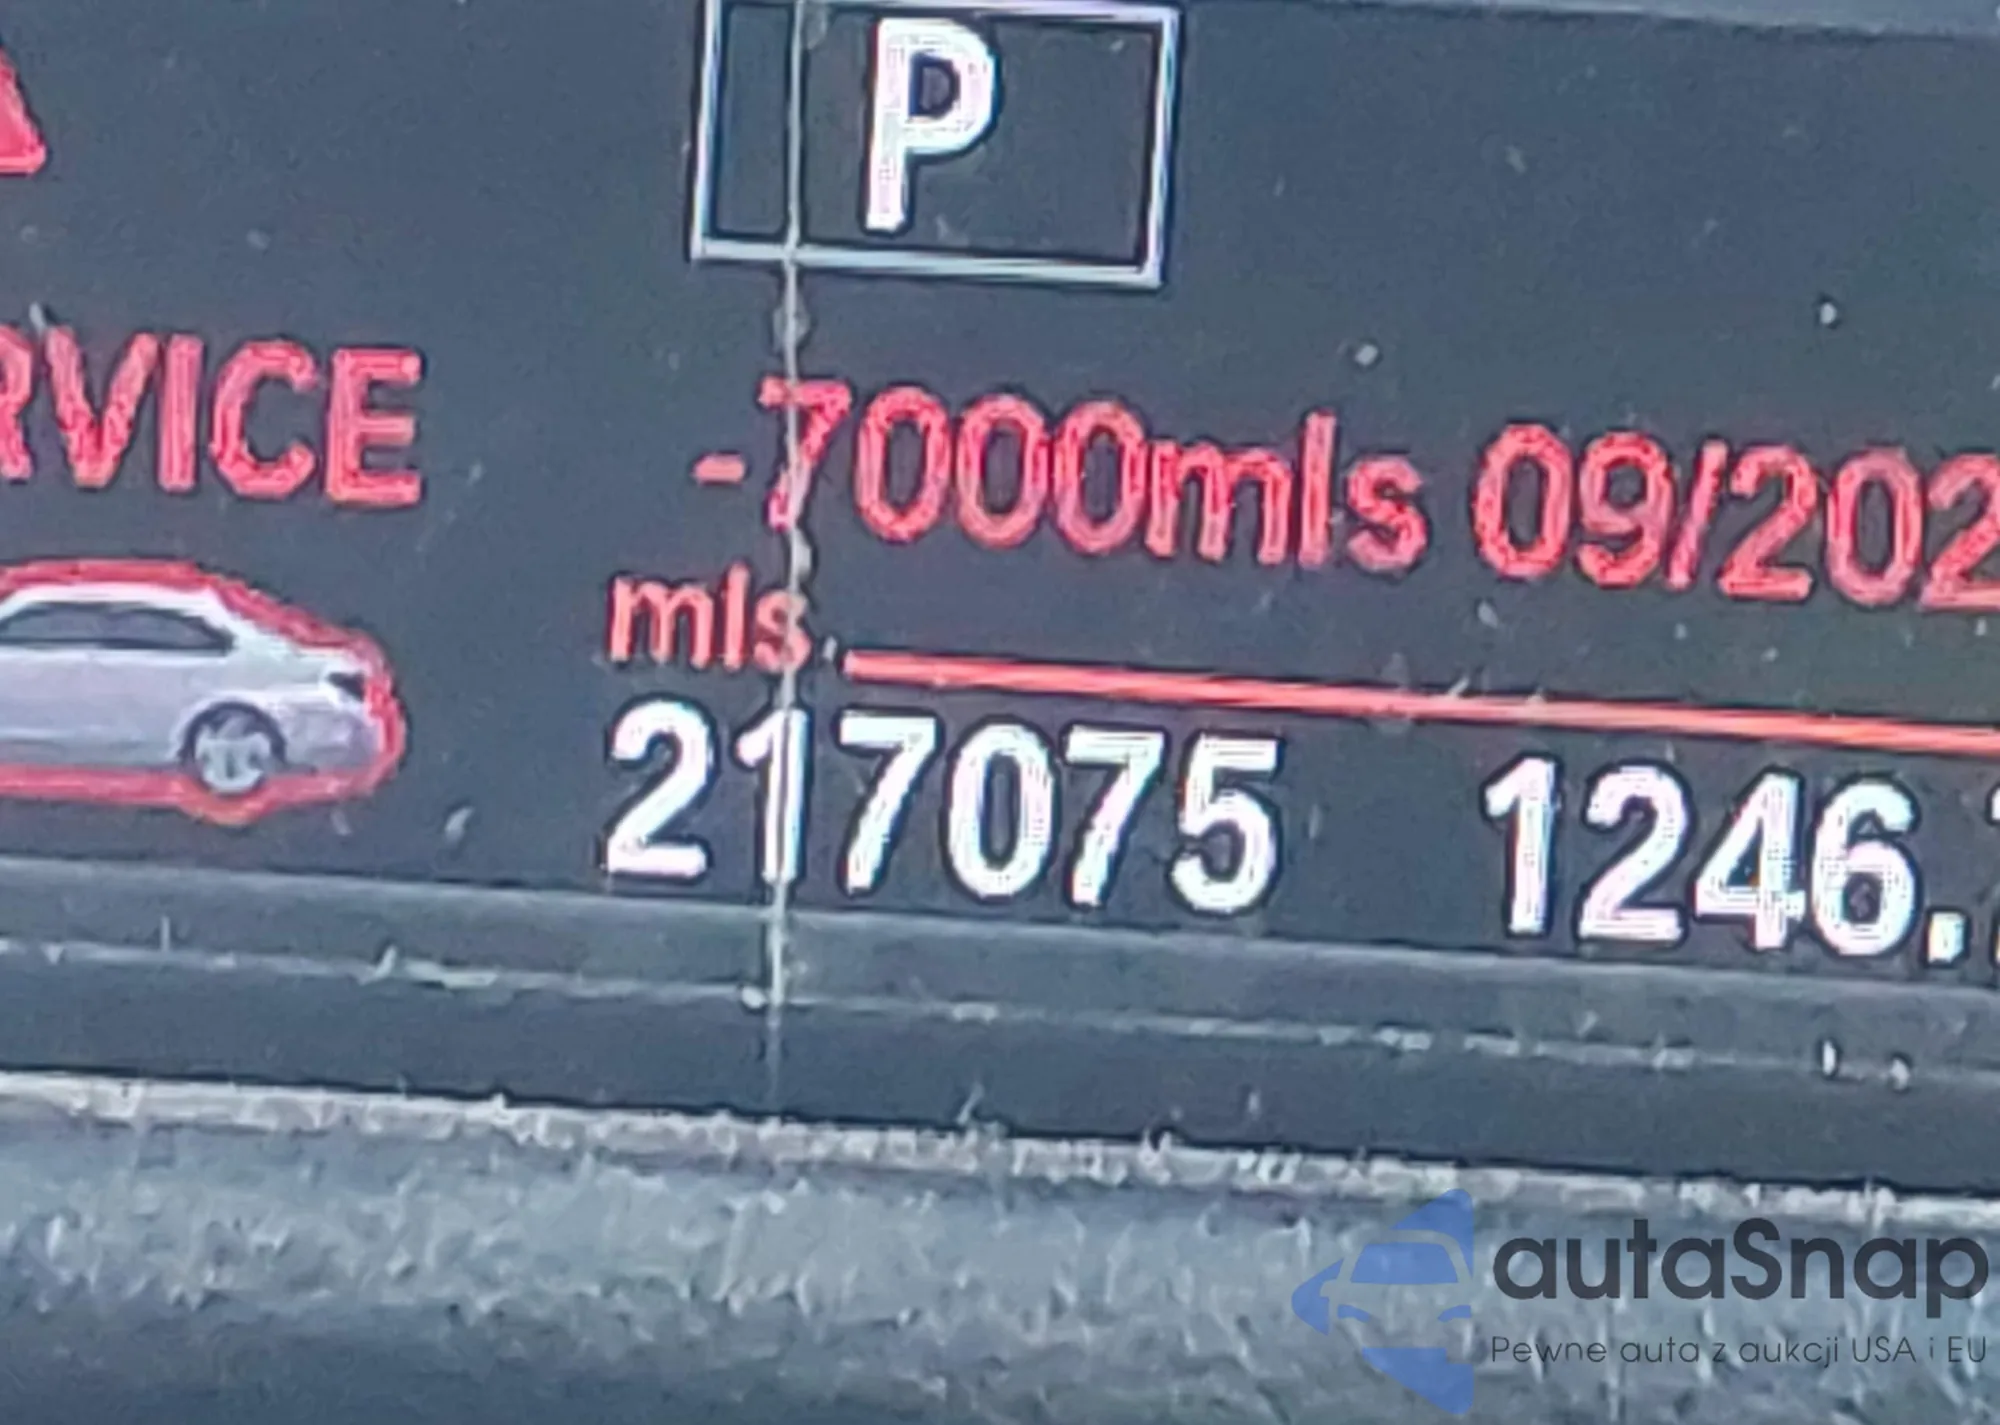 P
RVICE -7000mls 09/202
mls
217075 1246.
autaSnap
Pewne auta z aukcji USA i EU